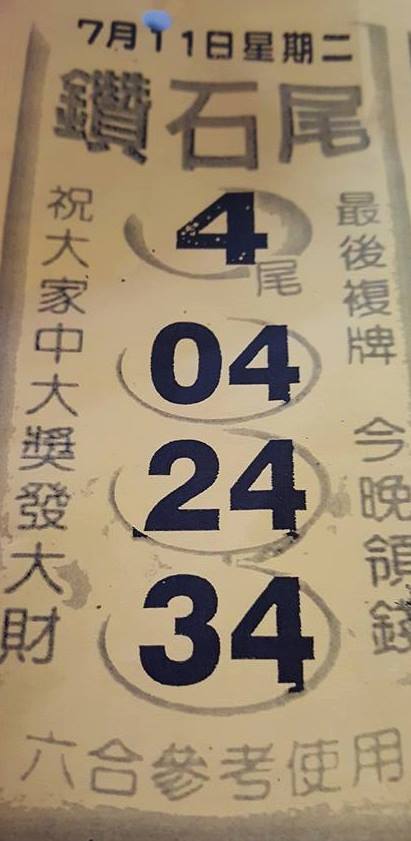 7月11日星期二
鑽石尾
最後複牌 今晚領錢
4尾
04
24
34
祝大家中大獎發大財
六合參考使用